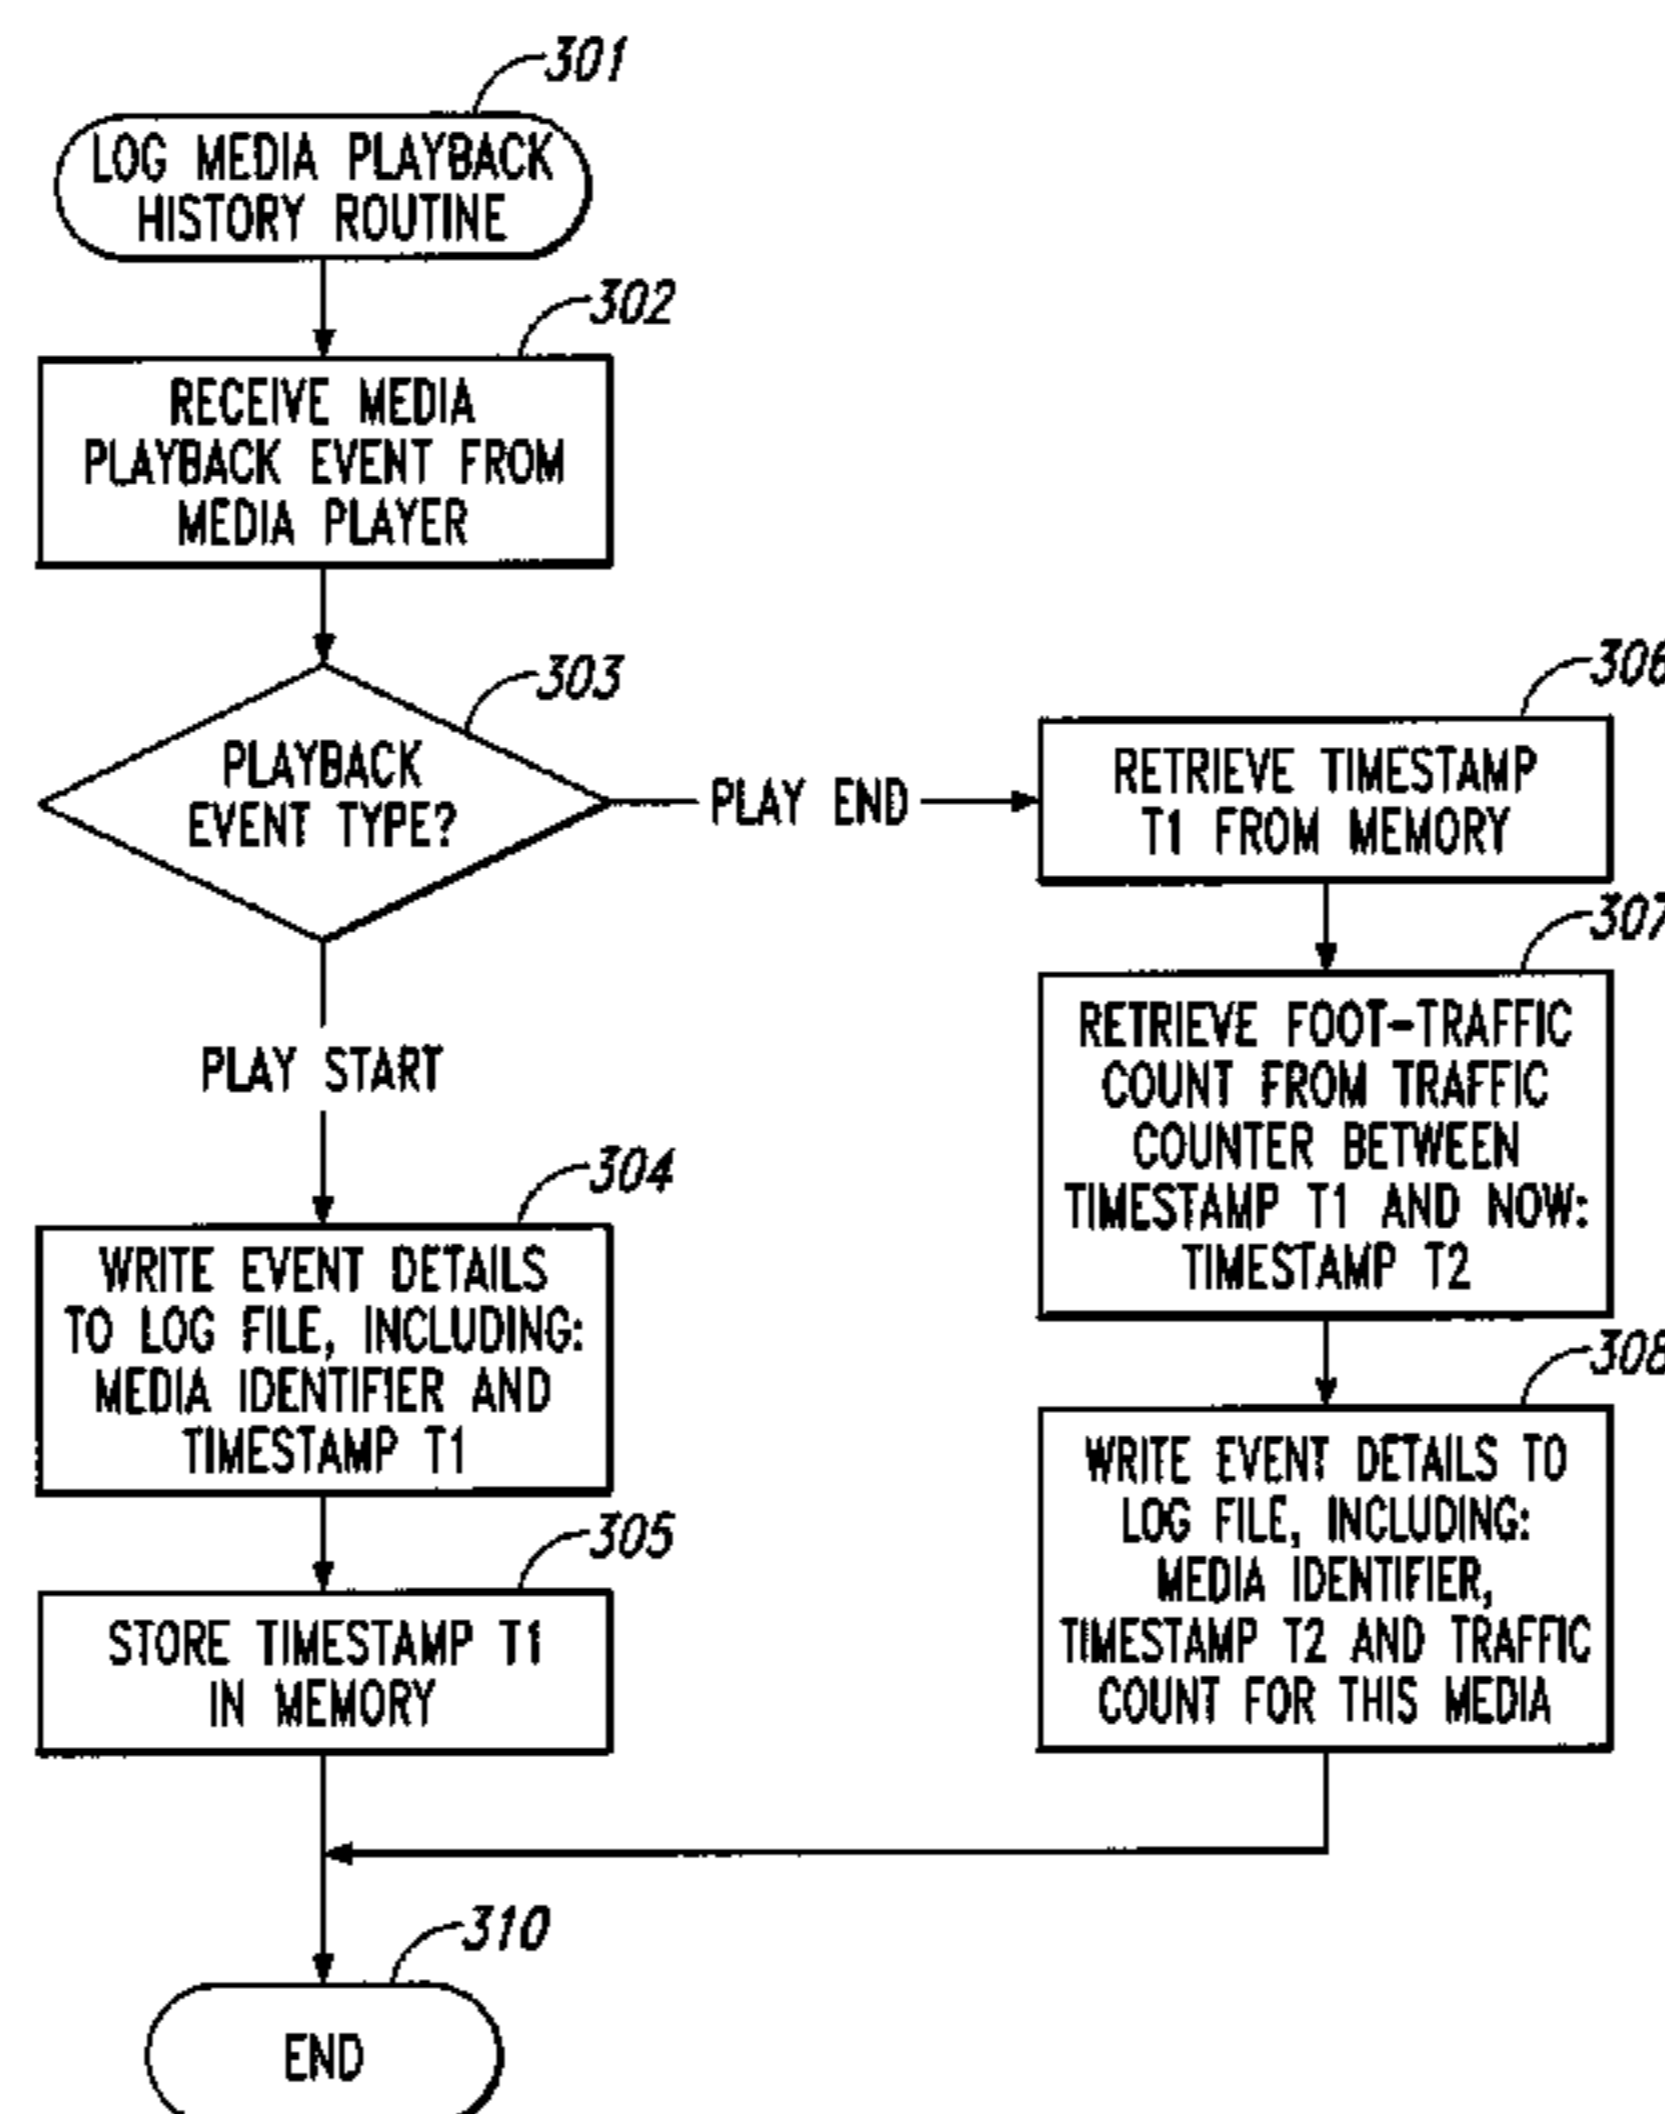 301
LOG MEDIA PLAYBACK
HISTORY ROUTINE
302
RECEIVE MEDIA
PLAYBACK EVENT FROM
MEDIA PLAYER
303
PLAYBACK
EVENT TYPE?
PLAY START
304
WRITE EVENT DETAILS
TO LOG FILE, INCLUDING:
MEDIA IDENTIFIER AND
TIMESTAMP T1
305
STORE TIMESTAMP T1
IN MEMORY
PLAY END
306
RETRIEVE TIMESTAMP
T1 FROM MEMORY
307
RETRIEVE FOOT-TRAFFIC
COUNT FROM TRAFFIC
COUNTER BETWEEN
TIMESTAMP T1 AND NOW:
TIMESTAMP T2
308
WRITE EVENT DETAILS TO
LOG FILE, INCLUDING:
MEDIA IDENTIFIER,
TIMESTAMP T2 AND TRAFFIC
COUNT FOR THIS MEDIA
310
END